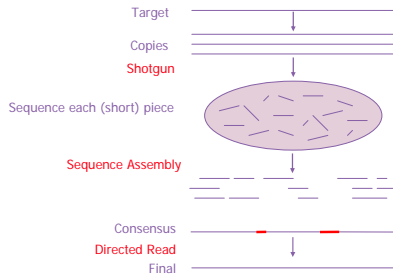 Target
Copies
Shotgun
Sequence each (short) piece
Sequence Assembly
Consensus
Directed Read
Final